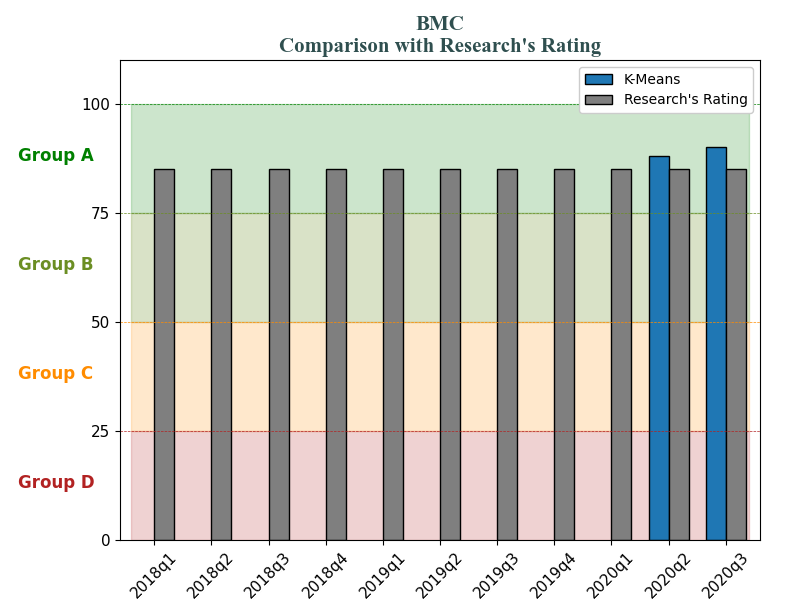 BMC
Comparison with Research's Rating
K-Means
Research's Rating
100
Group A
75
Group B
50
Group C
25
Group D
0
2018q1
2018q2
2018q3
2018q4
2019q1
2019q2
2019q3
2019q4
2020q1
2020q2
2020q3